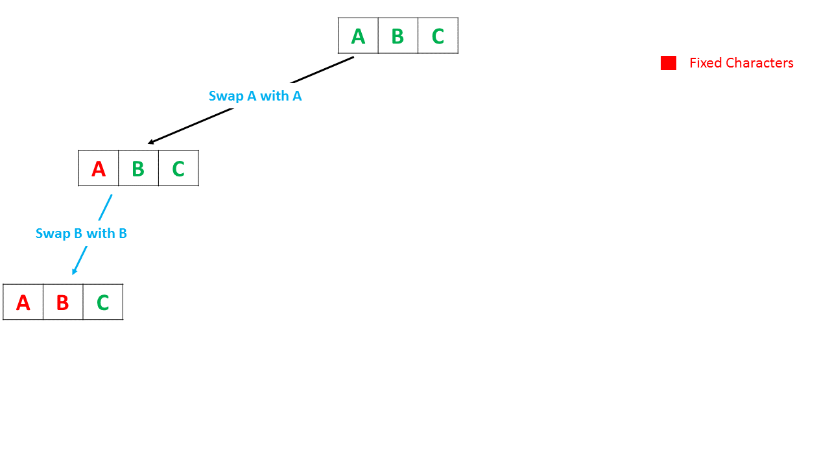 A B C
Fixed Characters
Swap A with A
A B C
Swap B with B
A B C